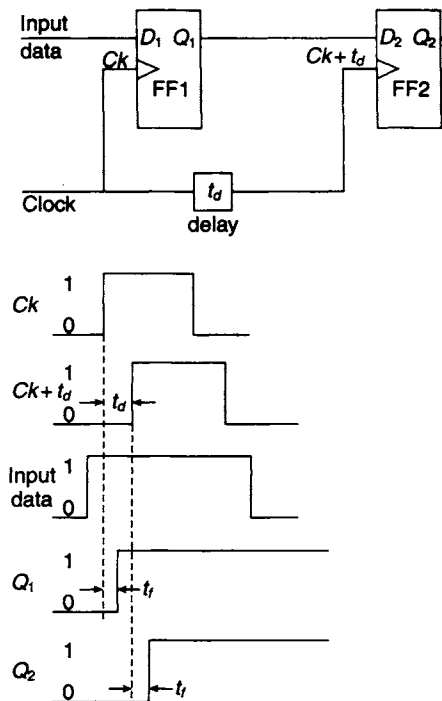 Input data
D1 Q1
Ck
FF1
Ck + td
D2 Q2
FF2
Clock
td
delay
1
Ck
0
1
Ck + td
td
0
Input data
1
0
1
Q1
tf
0
1
Q2
tf
0